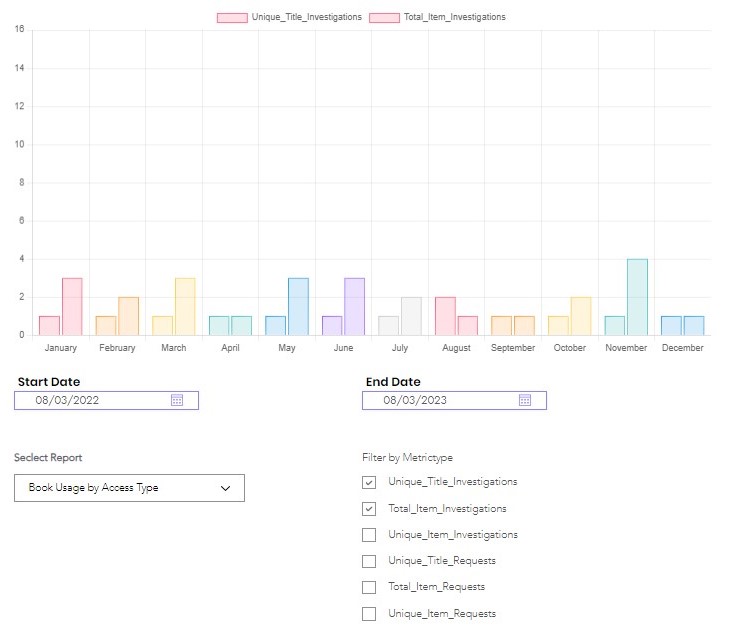 Unique_Title_Investigations Total_Item_Investigations
16
14
12
10
8
6
4
2
0
January February March April May June July August September October November December
Start Date End Date
08/03/2022 08/03/2023
Seclect Report Filter by Metrictype
Book Usage by Access Type
Unique_Title_Investigations
Total_Item_Investigations
Unique_Item_Investigations
Unique_Title_Requests
Total_Item_Requests
Unique_Item_Requests